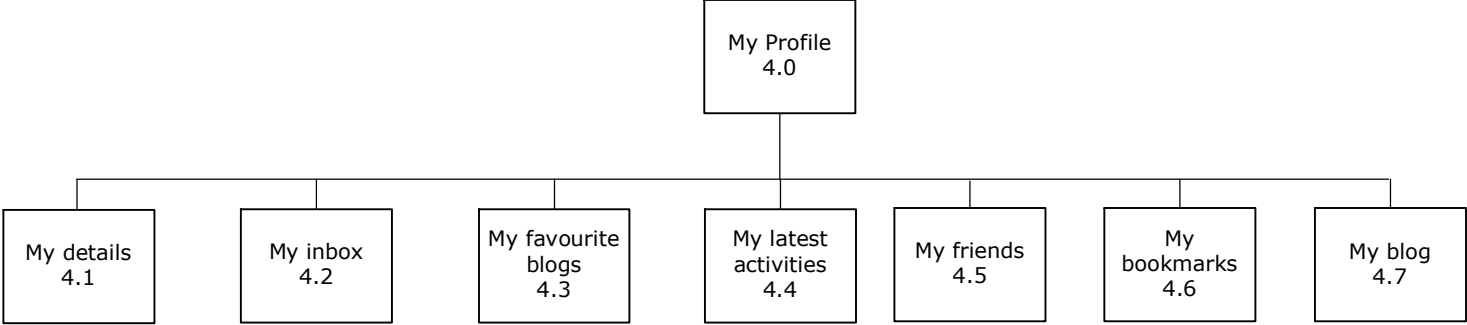 My Profile
4.0
My details
4.1
My inbox
4.2
My favourite
blogs
4.3
My latest
activities
4.4
My friends
4.5
My
bookmarks
4.6
My blog
4.7